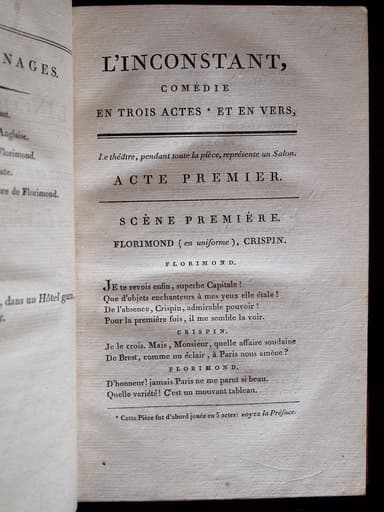 NAGES.
nt.
Anglaise.
Florimond.
te.
re de Florimond.
, dans un Hôtel garn
L'INCONSTANT,
COMÉDIE
EN TROIS ACTES * ET EN VERS,
Le théâtre, pendant toute la pièce, représente un Salon.
ACTE PREMIER.
SCÈNE PREMIÈRE.
FLORIMOND (en uniforme), CRISPIN.
FLORIMOND.
JE te revois enfin, superbe Capitale!
Que d'objets enchanteurs à mes yeux elle étale!
De l'absence, Crispin, admirable pouvoir!
Pour la première fois, il me semble la voir.
CRISPIN.
Je le crois. Mais, Monsieur, quelle affaire soudaine
De Brest, comme un éclair, à Paris nous amène?
FLORIMOND.
D'honneur! jamais Paris ne me parut si beau.
Quelle variété! C'est un mouvant tableau.
* Cette Pièce fut d'abord jouée en 5 actes: voyez la Préface.